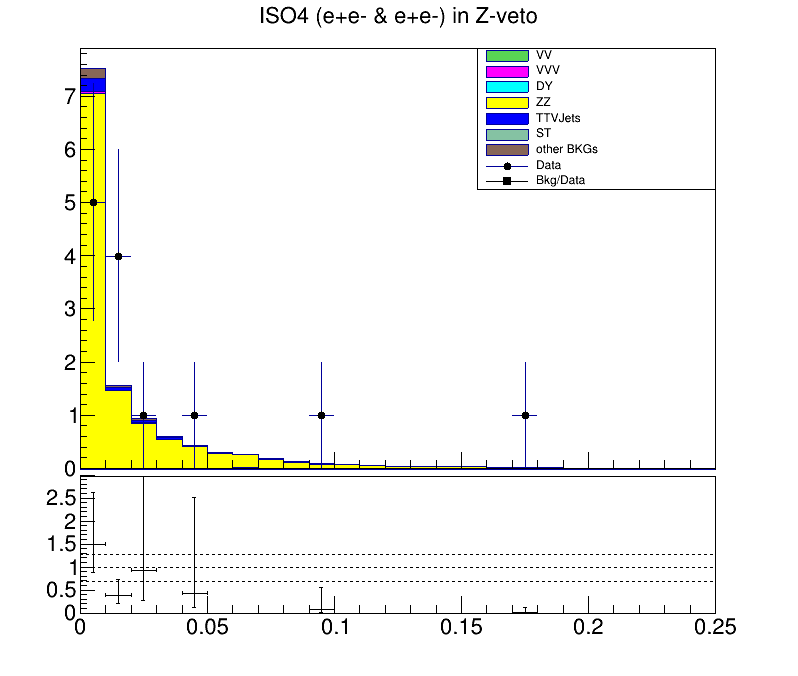 ISO4 (e+e- & e+e-) in Z-veto
VV
VVV
DY
ZZ
TTVJets
ST
other BKGs
Data
Bkg/Data
7
6
5
4
3
2
1
0
2.5
2
1.5
1
0.5
0
0 0.05 0.1 0.15 0.2 0.25